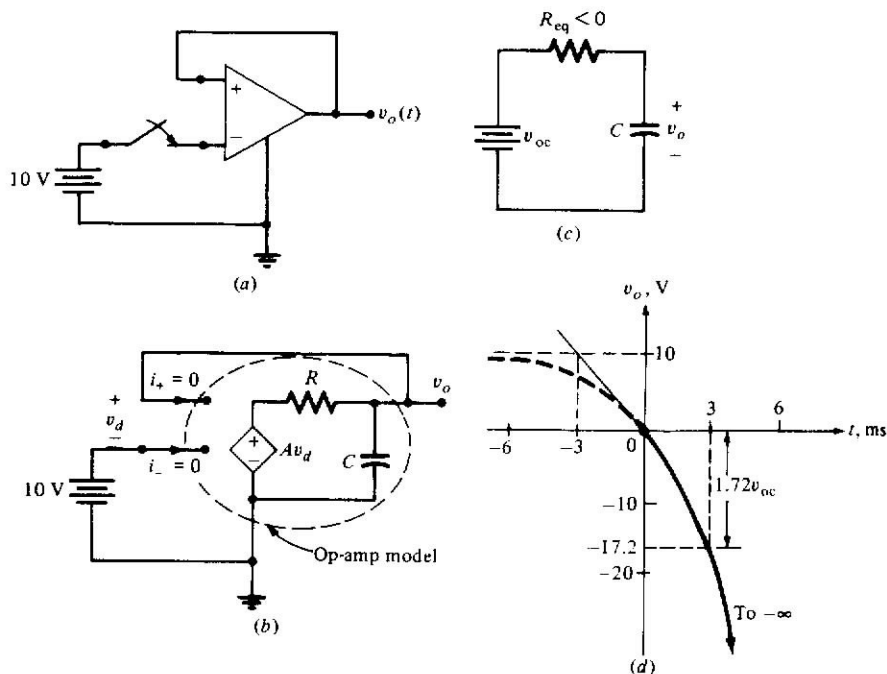 +
−
v_o(t)
10 V
(a)
R_eq < 0
v_oc
C
+
v_o
−
(c)
i_+ = 0
+
v_d
−
i_− = 0
10 V
R
+
−
Av_d
C
v_o
Op-amp model
(b)
v_o, V
10
-6
-3
0
3
6
t, ms
-10
1.72v_oc
-17.2
-20
To −∞
(d)